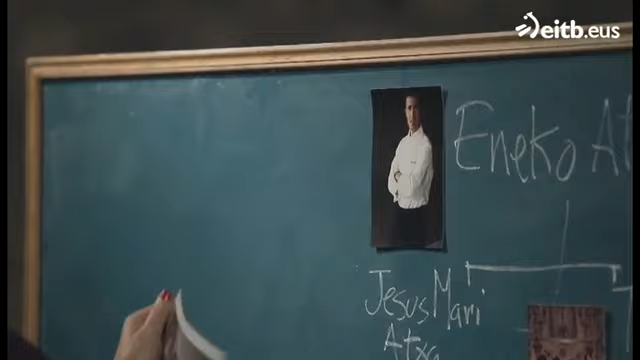 eitb.eus
Eneko At
Jesus Mari
Atxa